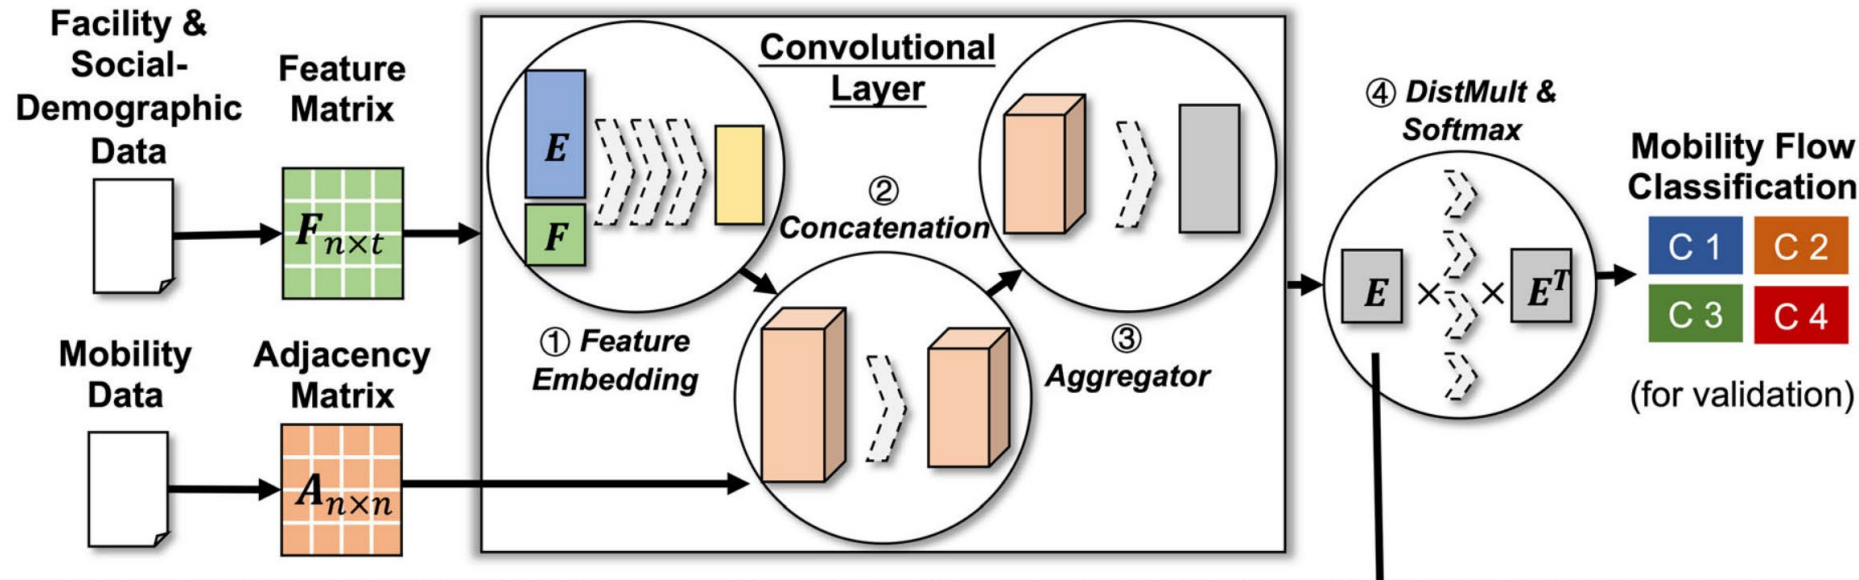 Facility &
Social-
Demographic
Data
Feature
Matrix
F n×t
Mobility
Data
Adjacency
Matrix
A n×n
Convolutional
Layer
E
F
① Feature
Embedding
②
Concatenation
③
Aggregator
④ DistMult &
Softmax
E × × E^T
Mobility Flow
Classification
C 1 C 2
C 3 C 4
(for validation)